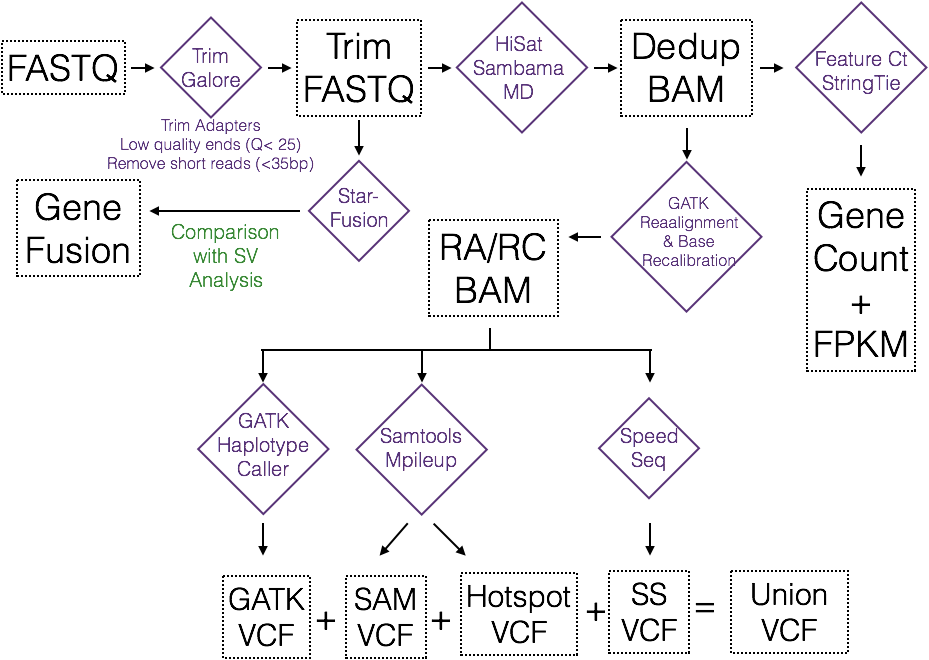 FASTQ
Trim
Galore
Trim
FASTQ
HiSat
Sambama
MD
Dedup
BAM
Feature Ct
StringTie
Trim Adapters
Low quality ends (Q< 25)
Remove short reads (<35bp)
Gene
Fusion
Comparison
with SV
Analysis
Star-
Fusion
RA/RC
BAM
GATK
Reaalignment
& Base
Recalibration
Gene
Count
+
FPKM
GATK
Haplotype
Caller
Samtools
Mpileup
Speed
Seq
GATK
VCF
+
SAM
VCF
+
Hotspot
VCF
+
SS
VCF
=
Union
VCF